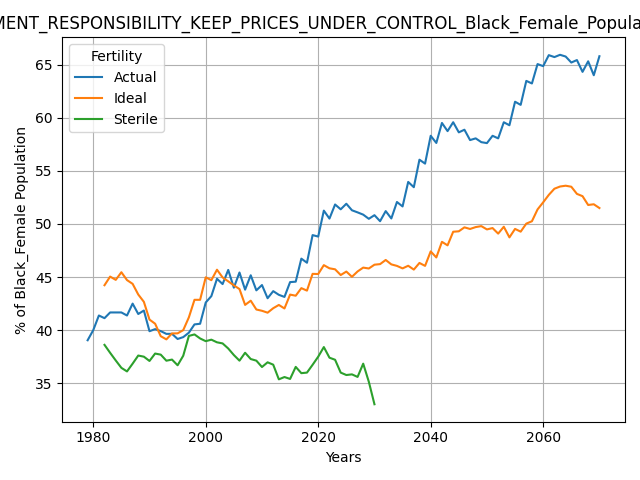 MENT_RESPONSIBILITY_KEEP_PRICES_UNDER_CONTROL_Black_Female_Popula
Fertility
Actual
Ideal
Sterile
65
60
55
50
45
40
35
% of Black_Female Population
1980
2000
2020
2040
2060
Years